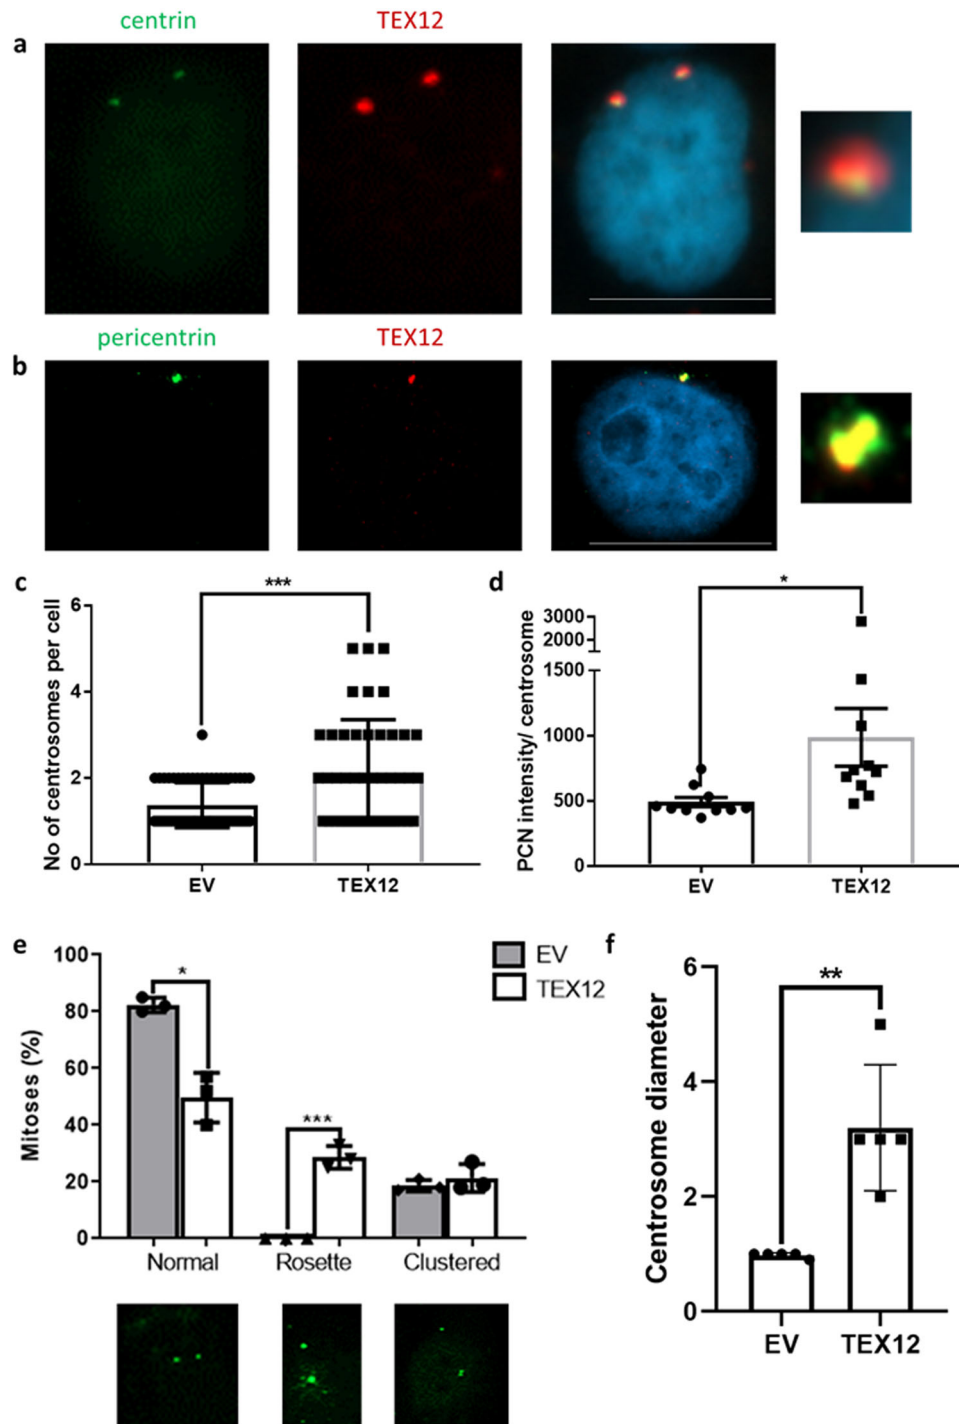 centrin TEX12
a
pericentrin TEX12
b
c
No of centrosomes per cell
***
6
4
2
0
EV TEX12
d
PCN intensity/ centrosome
*
3000
2000
1500
1000
500
0
EV TEX12
e
Mitoses (%)
100
80
60
40
20
0
*
***
EV
TEX12
Normal Rosette Clustered
f
Centrosome diameter
**
6
4
2
0
EV TEX12